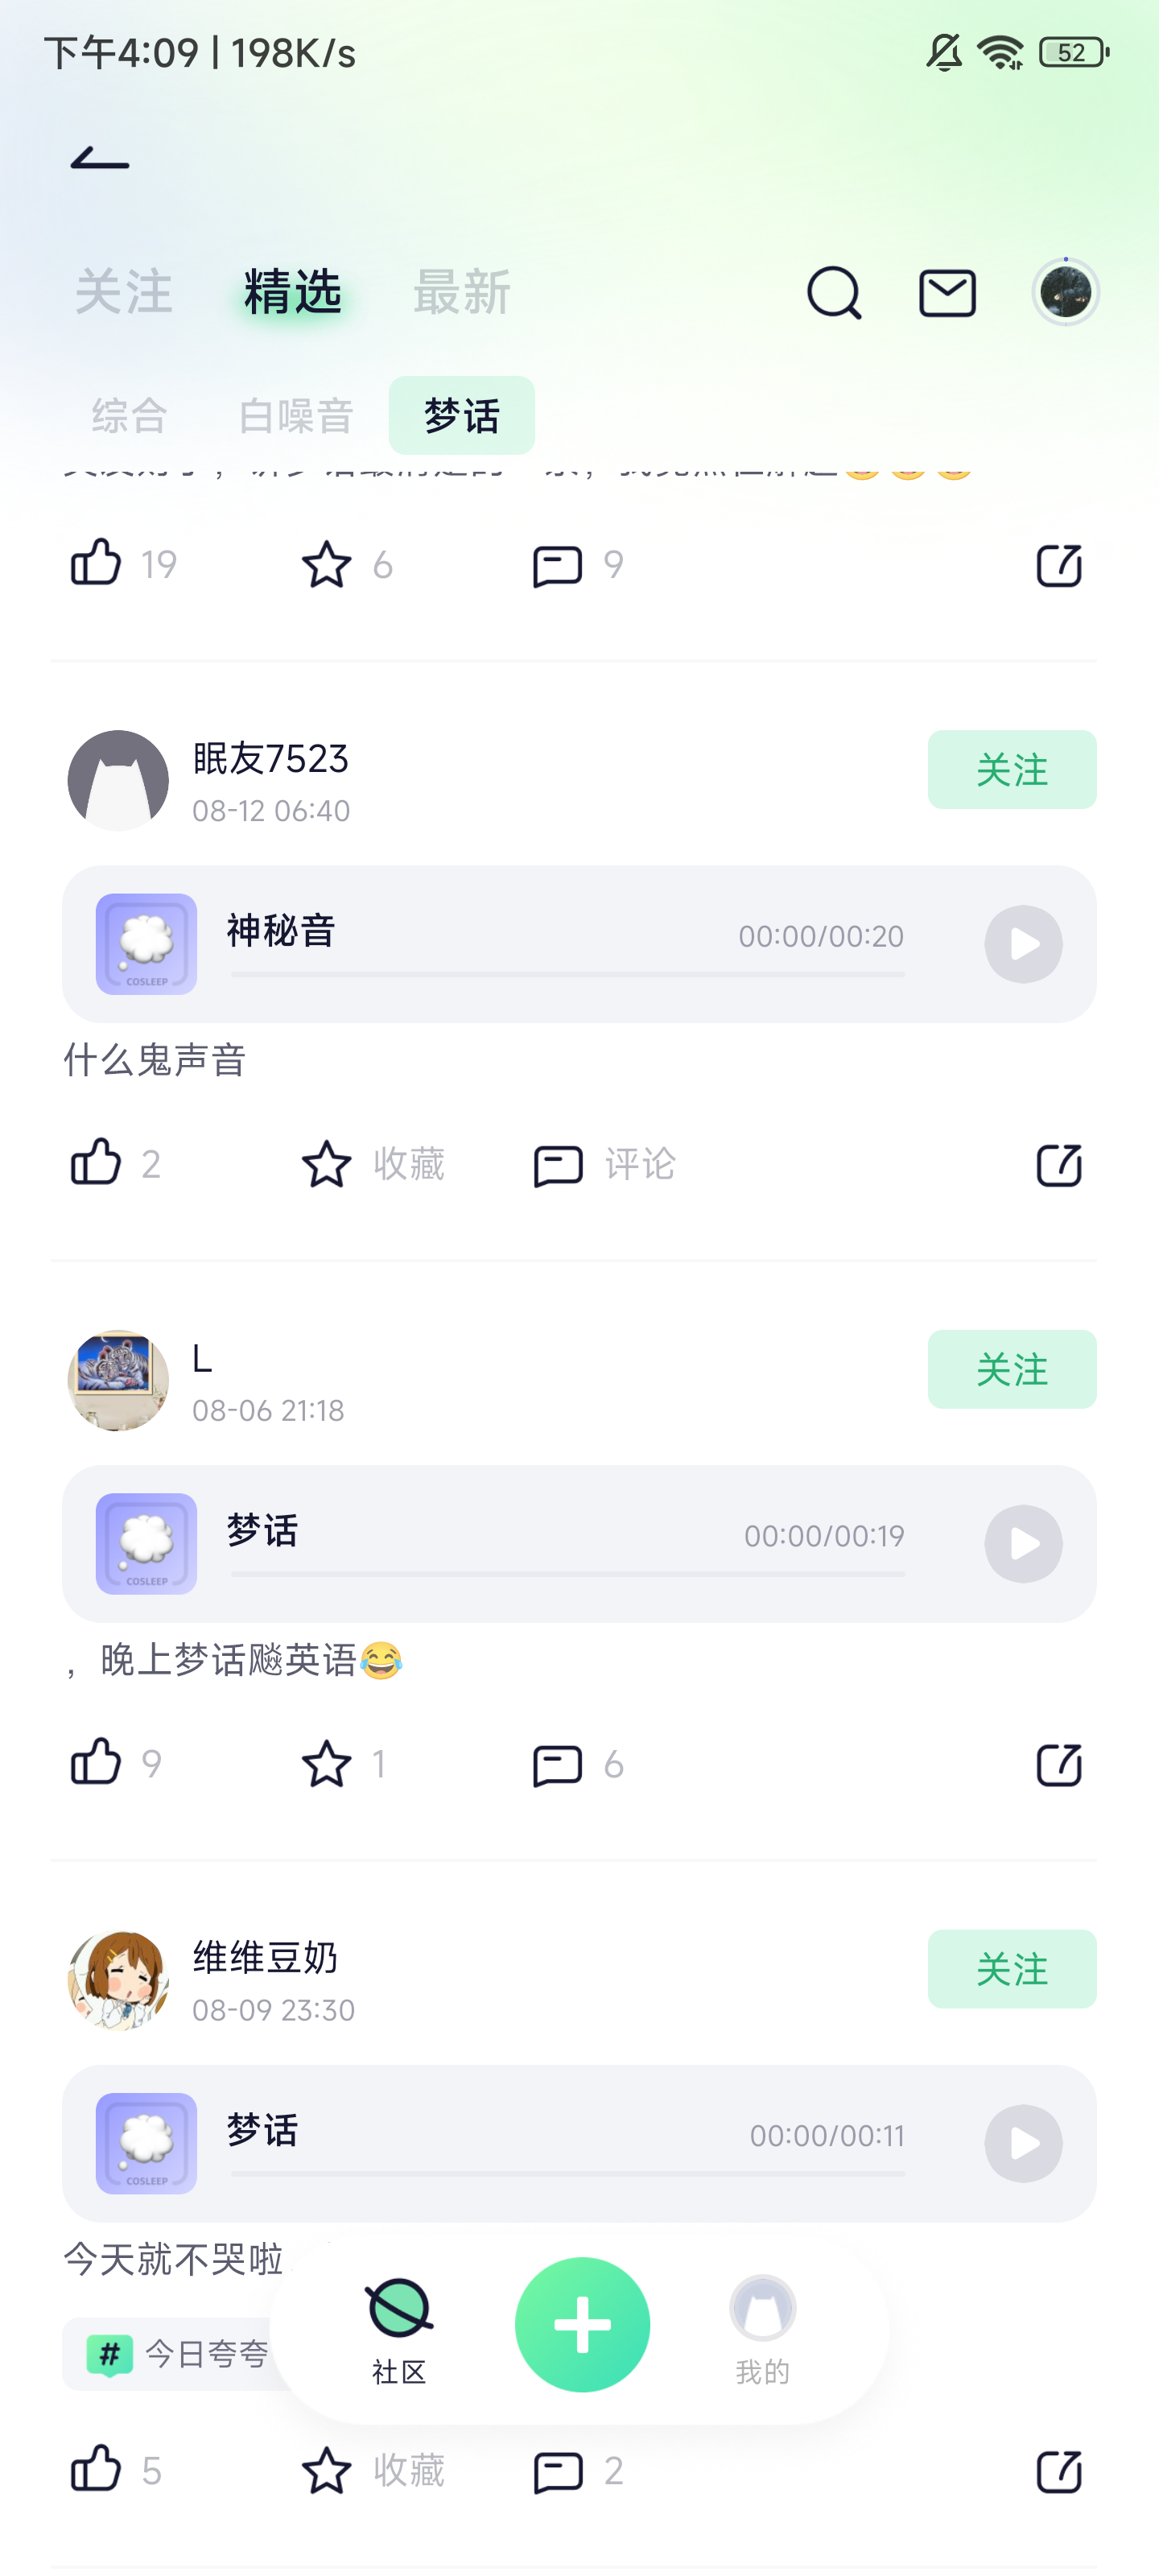 下午4:09 | 198K/s
52
关注 精选 最新
综合 白噪音 梦话
19 6 9
眠友7523
关注
08-12 06:40
神秘音 00:00/00:20
COSLEEP
什么鬼声音
2 收藏 评论
L
关注
08-06 21:18
梦话 00:00/00:19
COSLEEP
，晚上梦话飚英语😂
9 1 6
维维豆奶
关注
08-09 23:30
梦话 00:00/00:11
COSLEEP
今天就不哭啦
# 今日夸夸
社区 我的
5 收藏 2